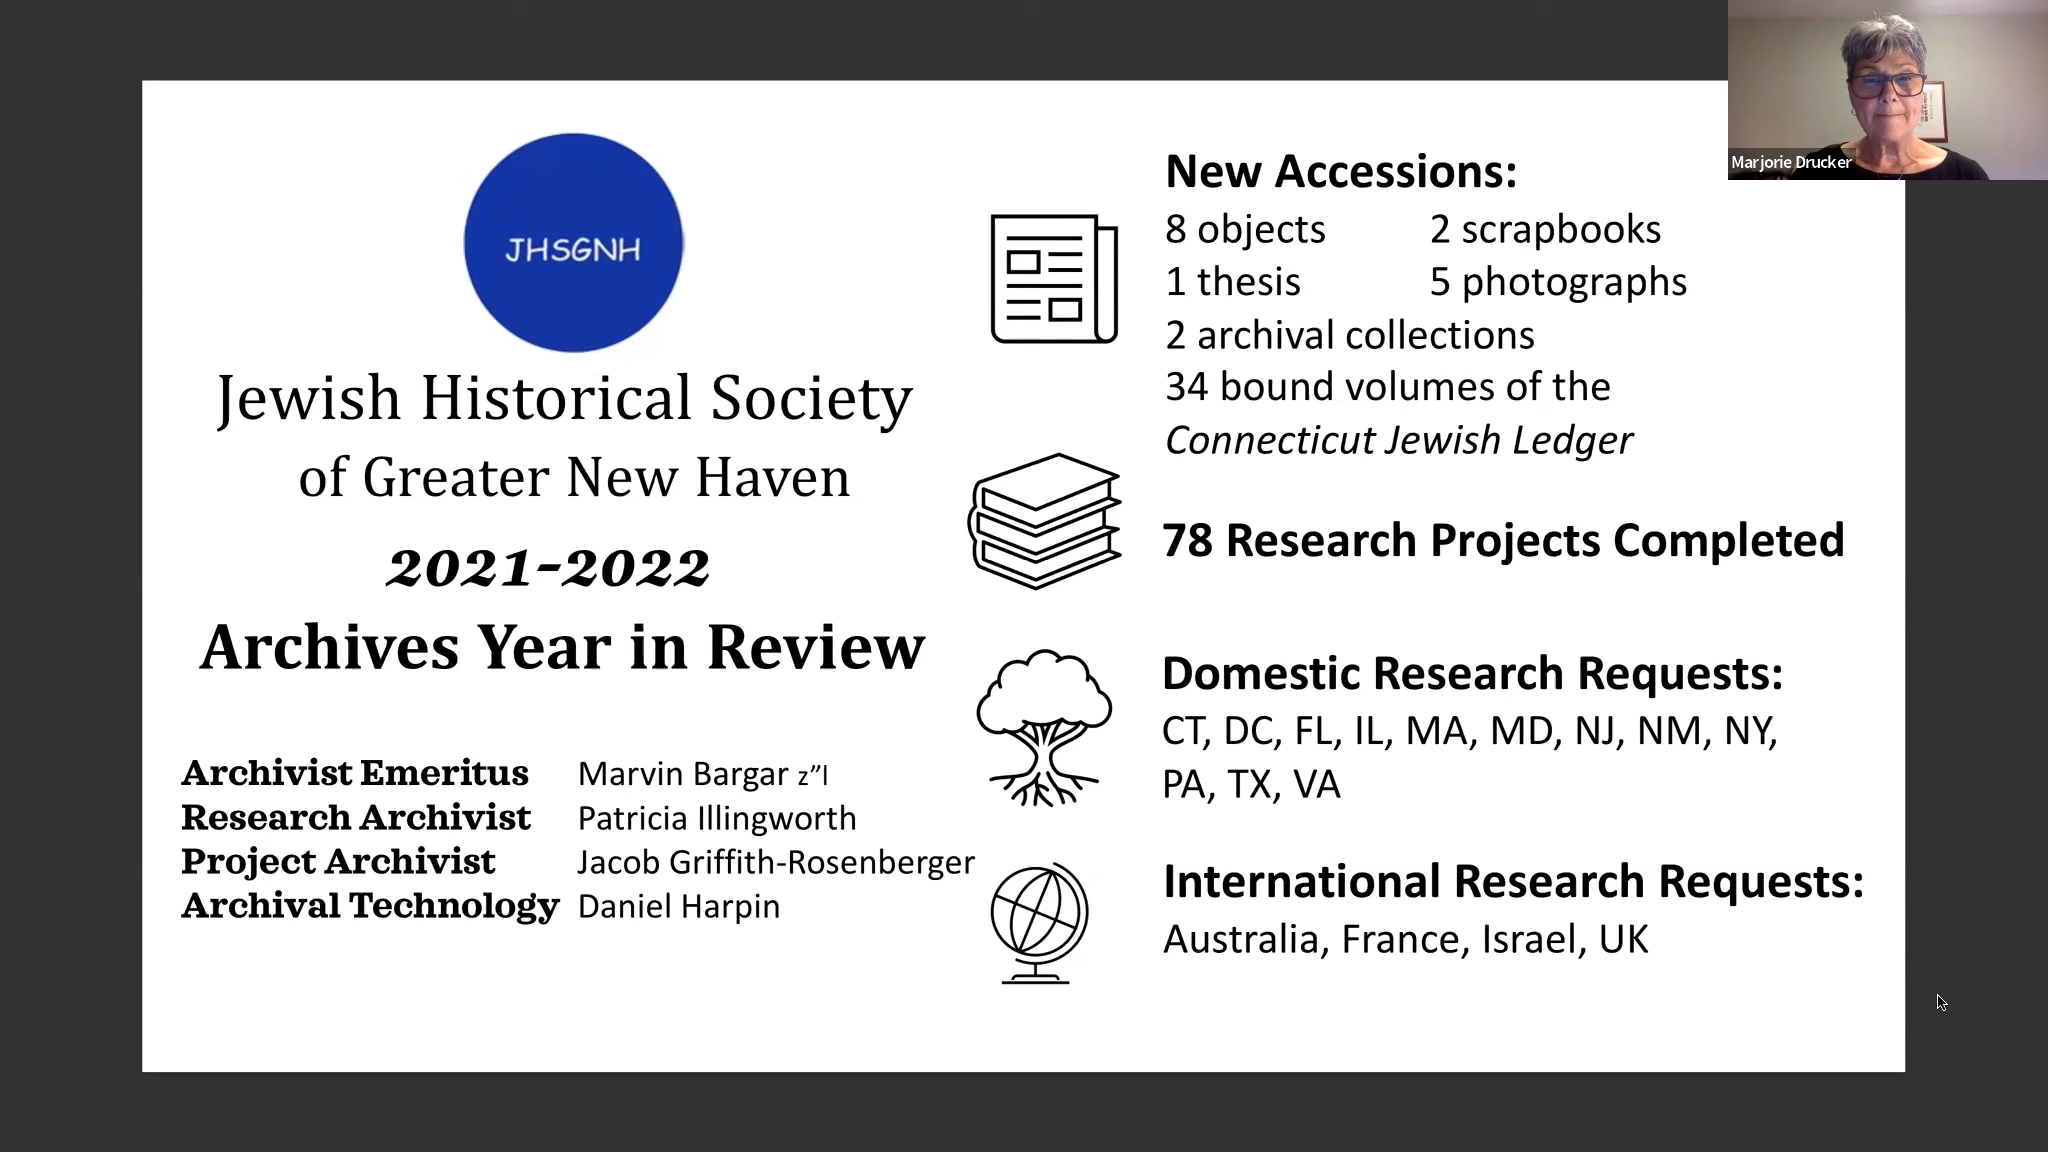 JHSGNH
Jewish Historical Society
of Greater New Haven
2021-2022
Archives Year in Review
Archivist Emeritus Marvin Bargar z”l
Research Archivist Patricia Illingworth
Project Archivist Jacob Griffith-Rosenberger
Archival Technology Daniel Harpin
New Accessions:
8 objects 2 scrapbooks
1 thesis 5 photographs
2 archival collections
34 bound volumes of the
Connecticut Jewish Ledger
78 Research Projects Completed
Domestic Research Requests:
CT, DC, FL, IL, MA, MD, NJ, NM, NY,
PA, TX, VA
International Research Requests:
Australia, France, Israel, UK
Marjorie Drucker